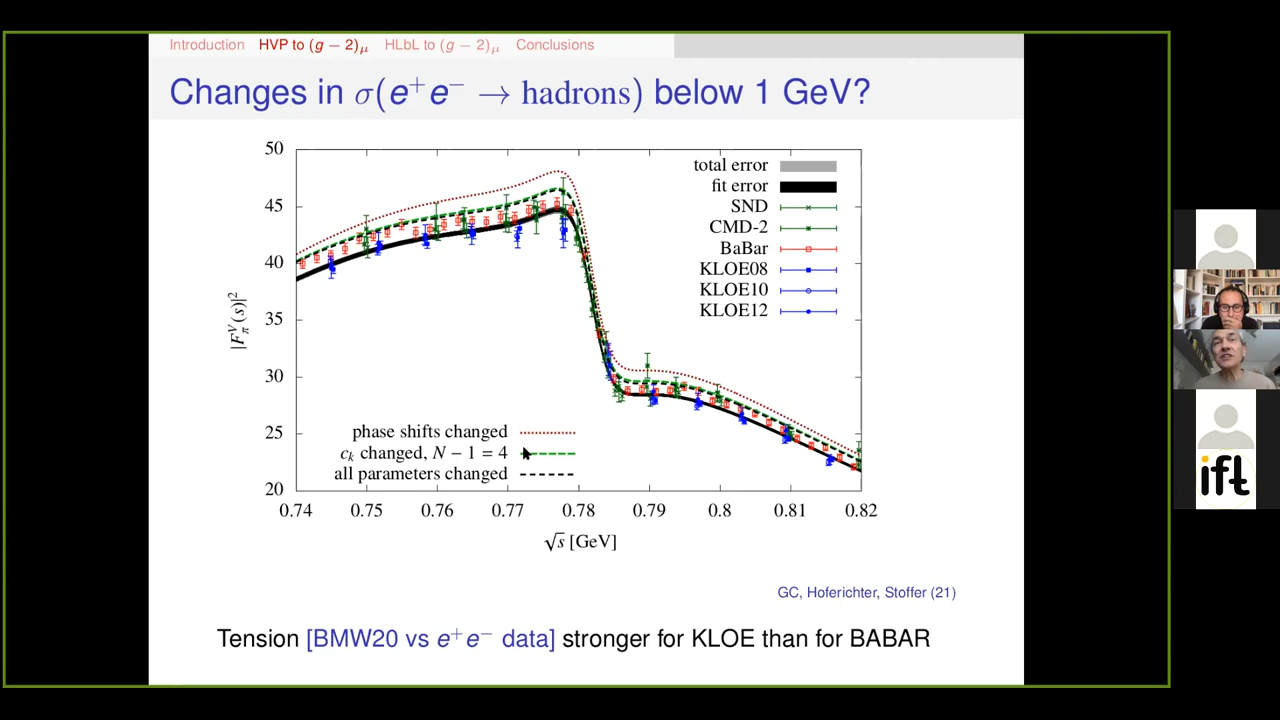 Introduction HVP to (g − 2)μ HLbL to (g − 2)μ Conclusions
Changes in σ(e⁺e⁻ → hadrons) below 1 GeV?
50
45
40
35
30
25
20
|F_π^V(s)|²
total error
fit error
SND
CMD-2
BaBar
KLOE08
KLOE10
KLOE12
phase shifts changed
c_k changed, N − 1 = 4
all parameters changed
0.74 0.75 0.76 0.77 0.78 0.79 0.8 0.81 0.82
√s [GeV]
GC, Hoferichter, Stoffer (21)
Tension [BMW20 vs e⁺e⁻ data] stronger for KLOE than for BABAR
ift